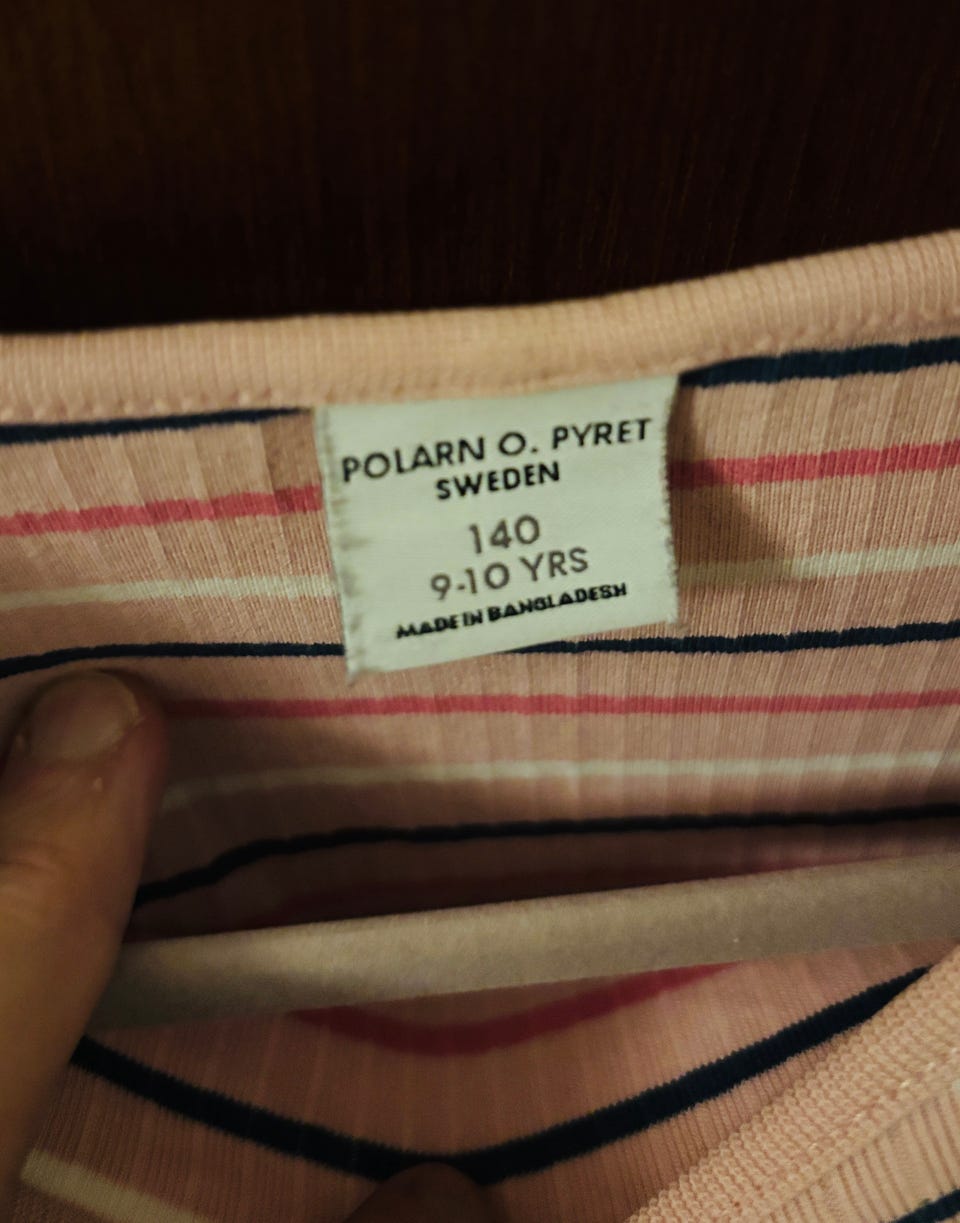 POLARN O. PYRET
SWEDEN
140
9-10 YRS
MADE IN BANGLADESH